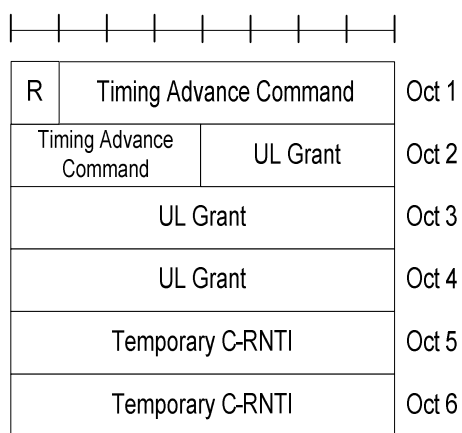 R Timing Advance Command Oct 1
Timing Advance
Command UL Grant Oct 2
UL Grant Oct 3
UL Grant Oct 4
Temporary C-RNTI Oct 5
Temporary C-RNTI Oct 6